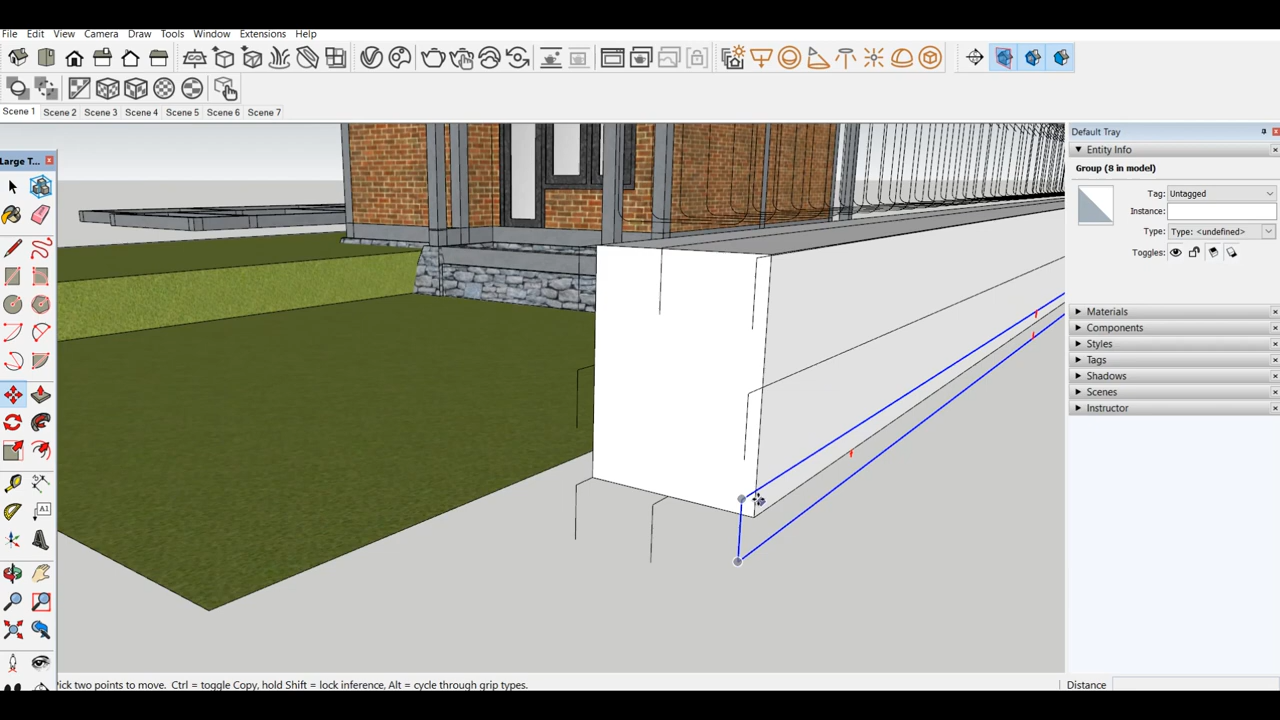 File Edit View Camera Draw Tools Window Extensions Help
Scene 1 Scene 2 Scene 3 Scene 4 Scene 5 Scene 6 Scene 7
Large T...
A1
Default Tray
Entity Info
Group (8 in model)
Tag: Untagged
Instance:
Type: Type: <undefined>
Toggles:
Materials
Components
Styles
Tags
Shadows
Scenes
Instructor
ick two points to move. Ctrl = toggle Copy, hold Shift = lock inference, Alt = cycle through grip types.
Distance